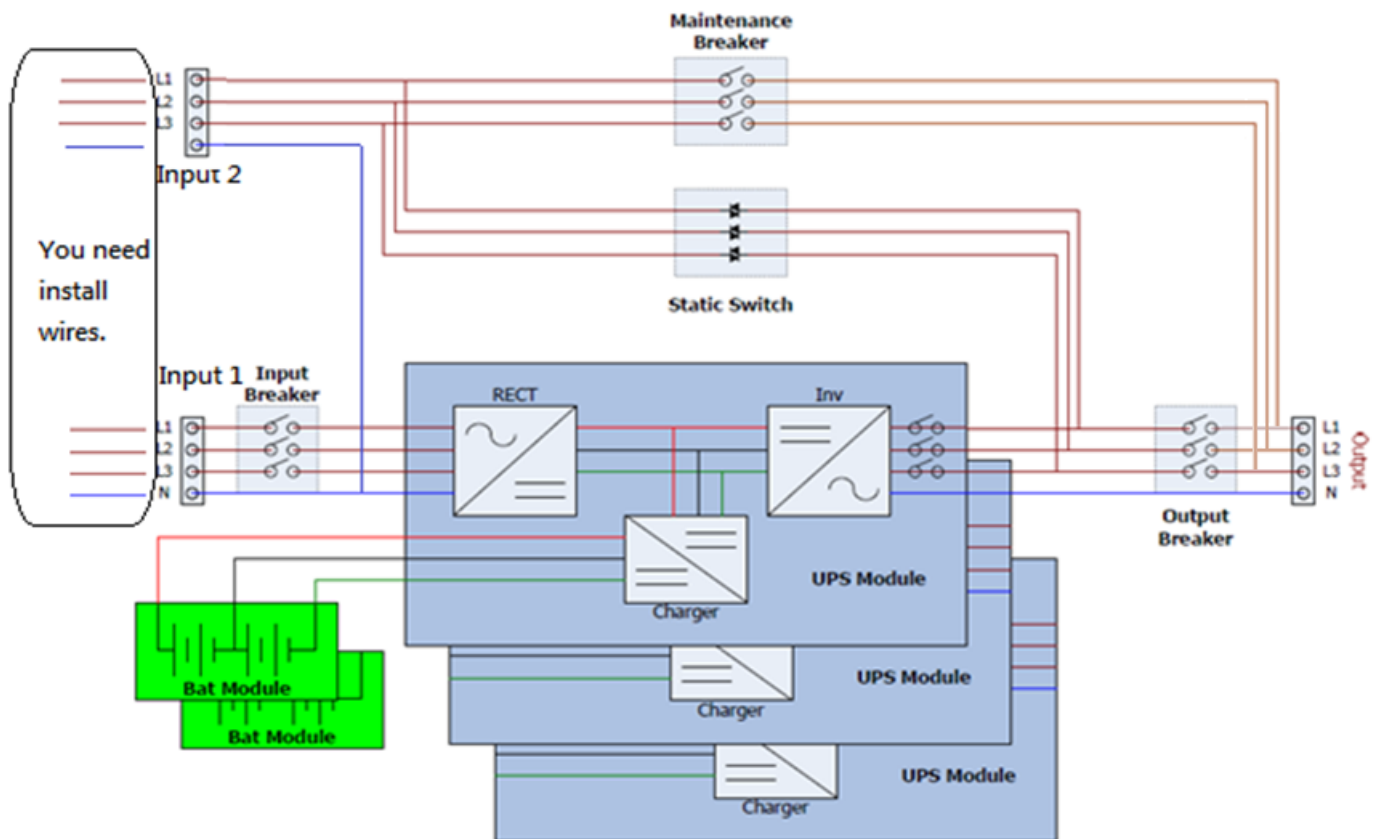 Maintenance
Breaker
L1
L2
L3
Input 2
You need
install
wires.
Static Switch
Input 1
Input
Breaker
RECT
Inv
L1
L2
L3
N
L1
L2
L3
N
Output
Output
Breaker
UPS Module
Charger
Bat Module
UPS Module
Charger
Bat Module
UPS Module
Charger